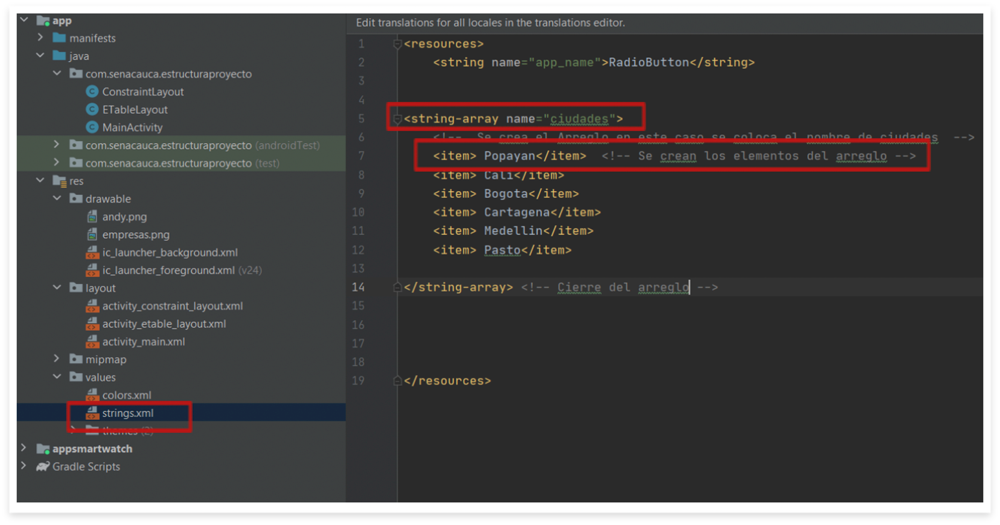 app
manifests
java
com.senacauca.estructuraproyecto
ConstraintLayout
ETableLayout
MainActivity
com.senacauca.estructuraproyecto (androidTest)
com.senacauca.estructuraproyecto (test)
res
drawable
andy.png
empresas.png
ic_launcher_background.xml
ic_launcher_foreground.xml (v24)
layout
activity_constraint_layout.xml
activity_etable_layout.xml
activity_main.xml
mipmap
values
colors.xml
strings.xml
themes (2)
appsmartwatch
Gradle Scripts
Edit translations for all locales in the translations editor.
1 <resources>
2 <string name="app_name">RadioButton</string>
3
4
5 <string-array name="ciudades">
6 <!-- Se crea el Arreglo en este caso se coloca el nombre de ciudades -->
7 <item> Popayan</item> <!-- Se crean los elementos del arreglo -->
8 <item> Cali</item>
9 <item> Bogota</item>
10 <item> Cartagena</item>
11 <item> Medellin</item>
12 <item> Pasto</item>
13
14 </string-array> <!-- Cierre del arreglo -->
15
16
17
18
19 </resources>